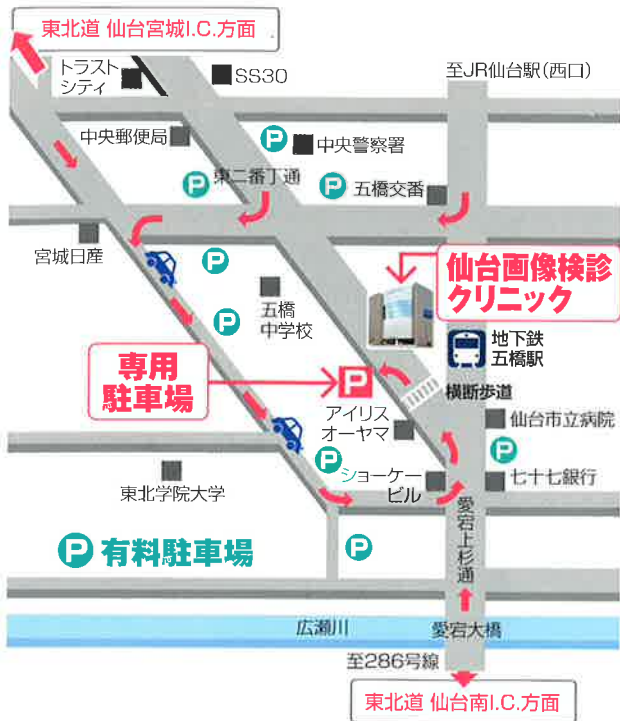 東北道 仙台宮城I.C.方面
トラスト
シティ
SS30
至JR仙台駅(西口)
中央郵便局
P
中央警察署
P
東二番丁通
P
五橋交番
宮城日産
P
五橋
中学校
P
仙台画像検診
クリニック
地下鉄
五橋駅
専用
駐車場
P
横断歩道
アイリス
オーヤマ
仙台市立病院
P
P
ショーケー
ビル
七十七銀行
東北学院大学
愛宕上杉通
P 有料駐車場
P
広瀬川
愛宕大橋
至286号線
東北道 仙台南I.C.方面